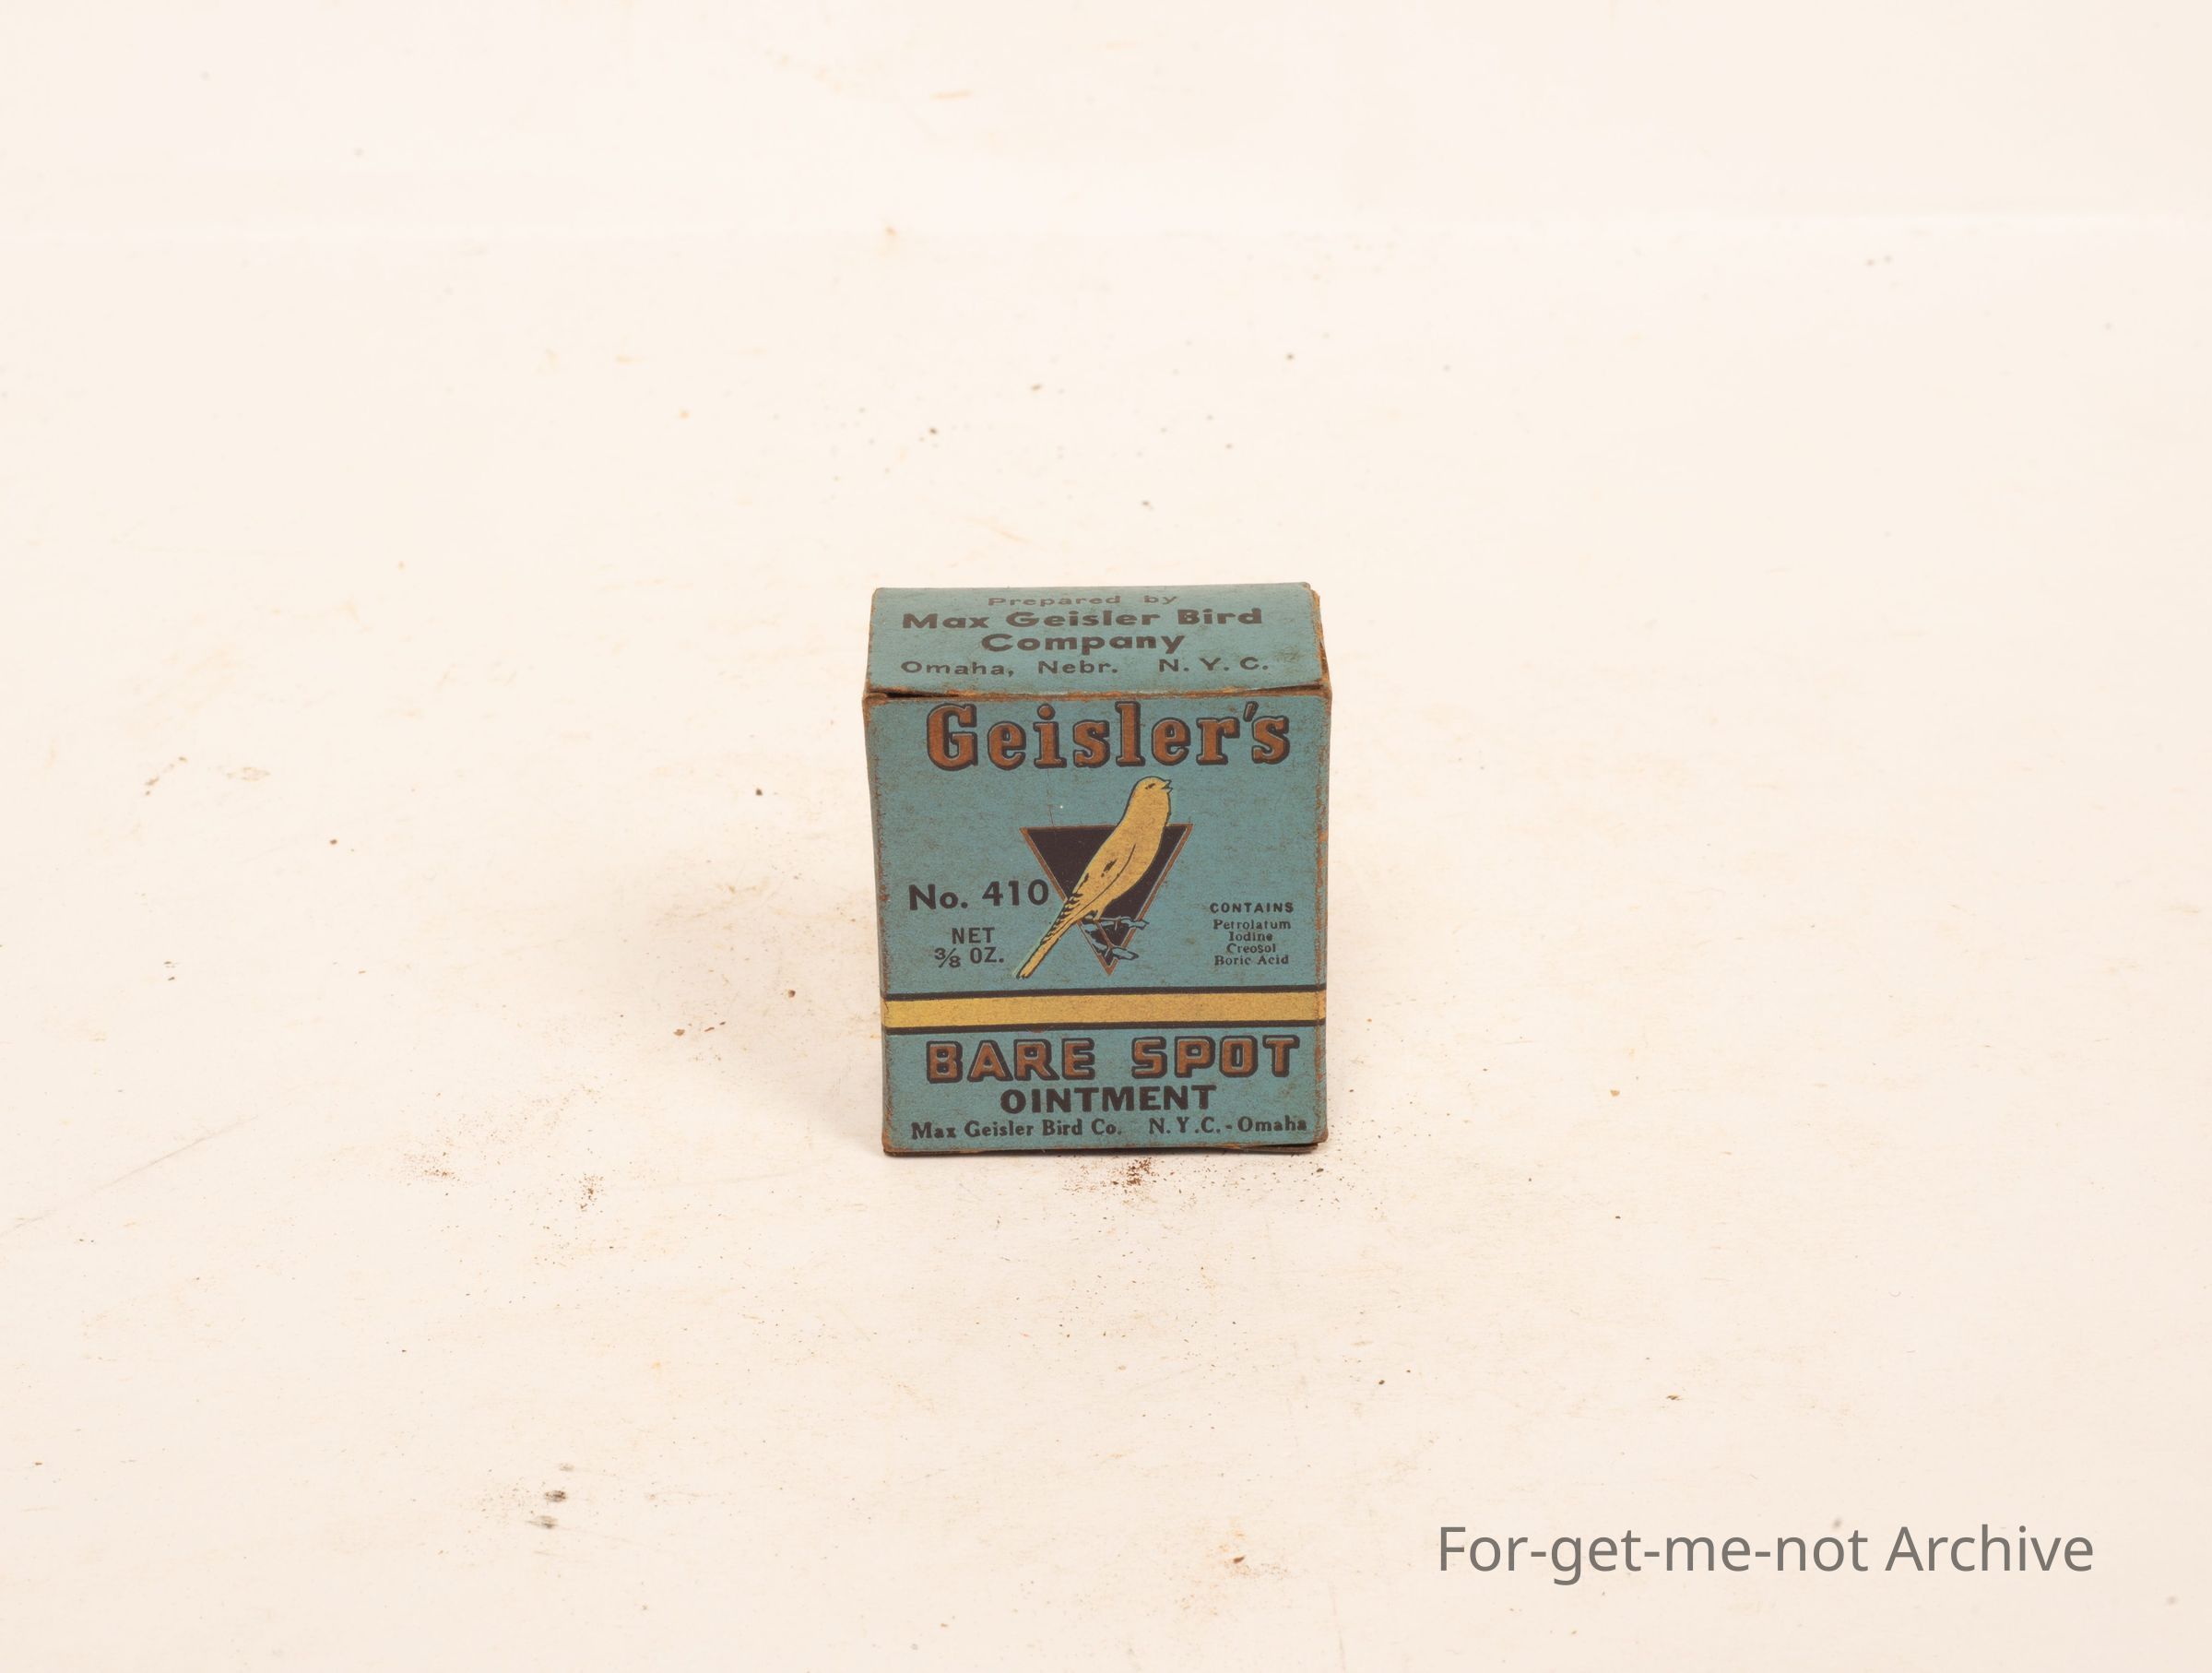 Prepared by
Max Geisler Bird
Company
Omaha, Nebr. N. Y. C.
Geisler's
No. 410
NET
3/8 OZ.
CONTAINS
Petrolatum
Iodine
Creosol
Boric Acid
BARE SPOT
OINTMENT
Max Geisler Bird Co. N.Y.C.-Omaha
For-get-me-not Archive